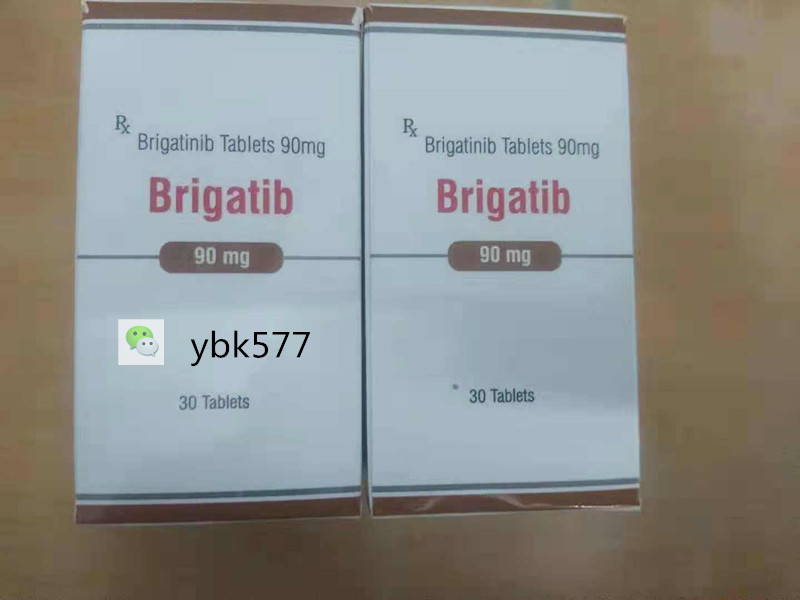 Rx
Brigatinib Tablets 90mg
Brigatib
90 mg
ybk577
30 Tablets
Rx
Brigatinib Tablets 90mg
Brigatib
90 mg
30 Tablets